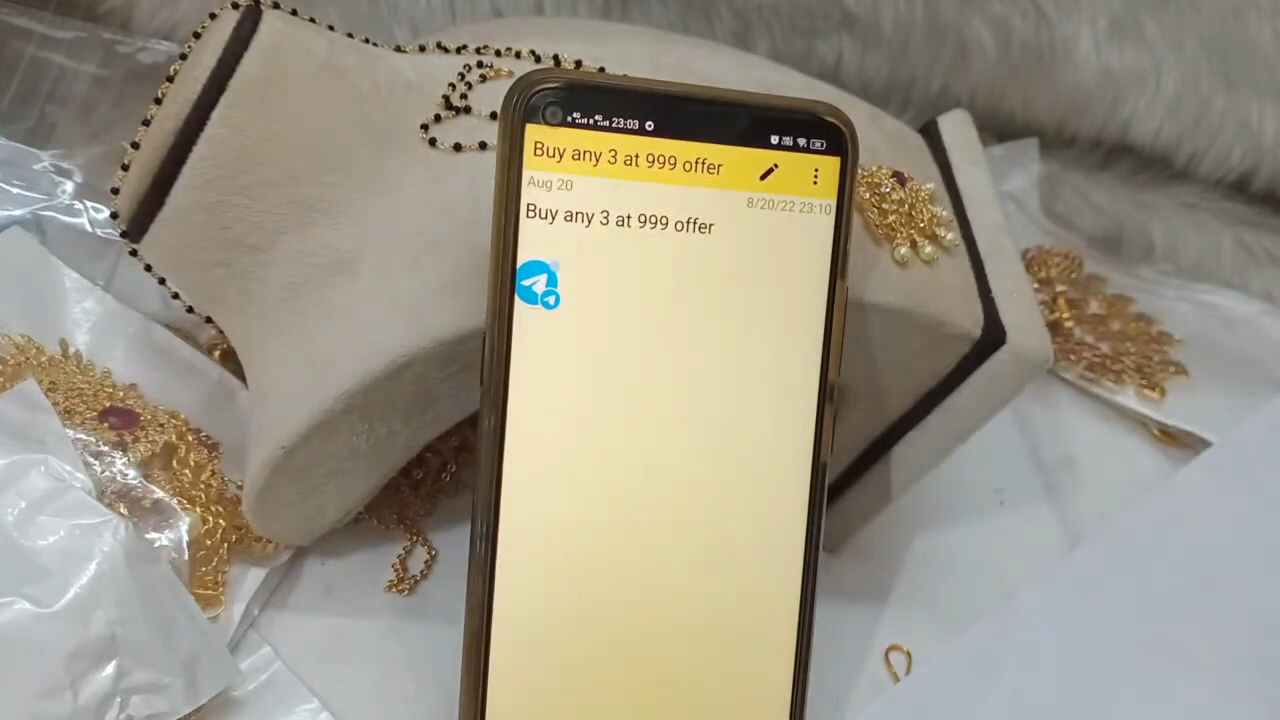 23:03
Buy any 3 at 999 offer
Aug 20
8/20/22 23:10
Buy any 3 at 999 offer